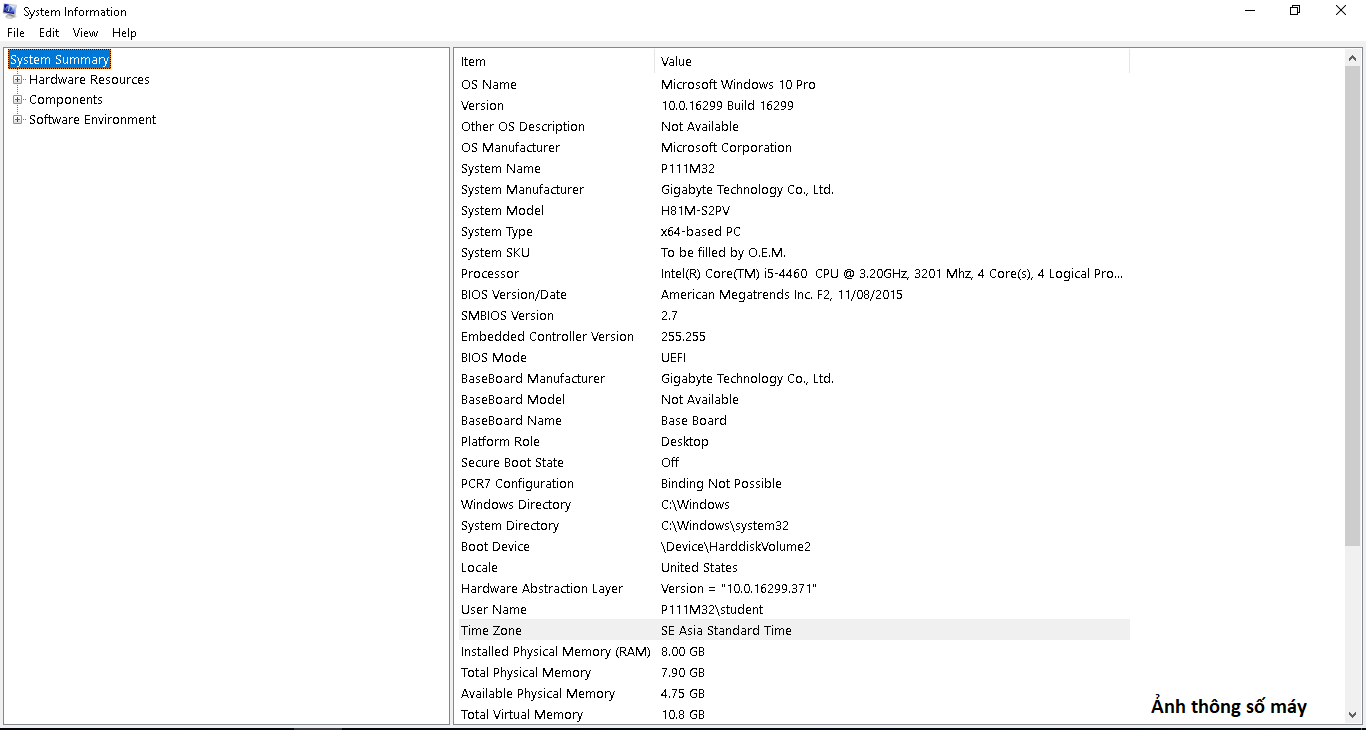 System Information
File Edit View Help
System Summary
Hardware Resources
Components
Software Environment
Item Value
OS Name Microsoft Windows 10 Pro
Version 10.0.16299 Build 16299
Other OS Description Not Available
OS Manufacturer Microsoft Corporation
System Name P111M32
System Manufacturer Gigabyte Technology Co., Ltd.
System Model H81M-S2PV
System Type x64-based PC
System SKU To be filled by O.E.M.
Processor Intel(R) Core(TM) i5-4460 CPU @ 3.20GHz, 3201 Mhz, 4 Core(s), 4 Logical Pro...
BIOS Version/Date American Megatrends Inc. F2, 11/08/2015
SMBIOS Version 2.7
Embedded Controller Version 255.255
BIOS Mode UEFI
BaseBoard Manufacturer Gigabyte Technology Co., Ltd.
BaseBoard Model Not Available
BaseBoard Name Base Board
Platform Role Desktop
Secure Boot State Off
PCR7 Configuration Binding Not Possible
Windows Directory C:\Windows
System Directory C:\Windows\system32
Boot Device \Device\HarddiskVolume2
Locale United States
Hardware Abstraction Layer Version = "10.0.16299.371"
User Name P111M32\student
Time Zone SE Asia Standard Time
Installed Physical Memory (RAM) 8.00 GB
Total Physical Memory 7.90 GB
Available Physical Memory 4.75 GB
Total Virtual Memory 10.8 GB
Ảnh thông số máy